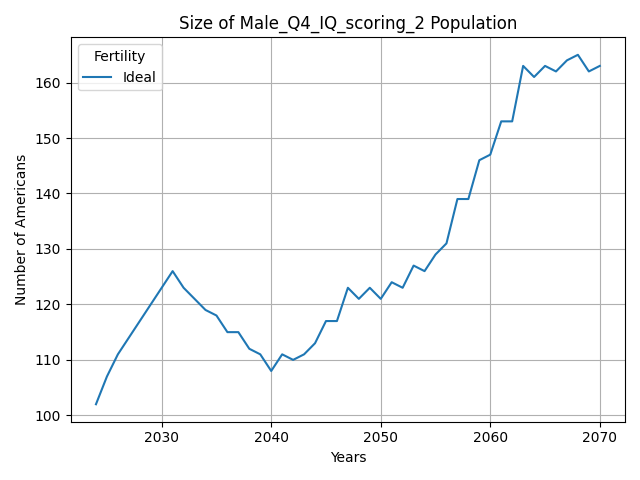 Size of Male_Q4_IQ_scoring_2 Population
Fertility
Ideal
Number of Americans
160
150
140
130
120
110
100
2030 2040 2050 2060 2070
Years